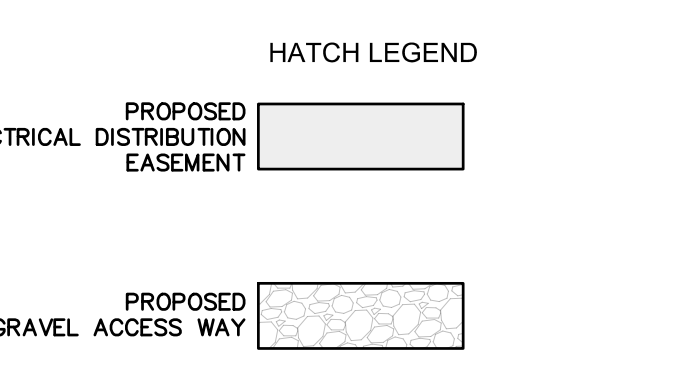 HATCH LEGEND
PROPOSED
CTRICAL DISTRIBUTION
EASEMENT
PROPOSED
GRAVEL ACCESS WAY